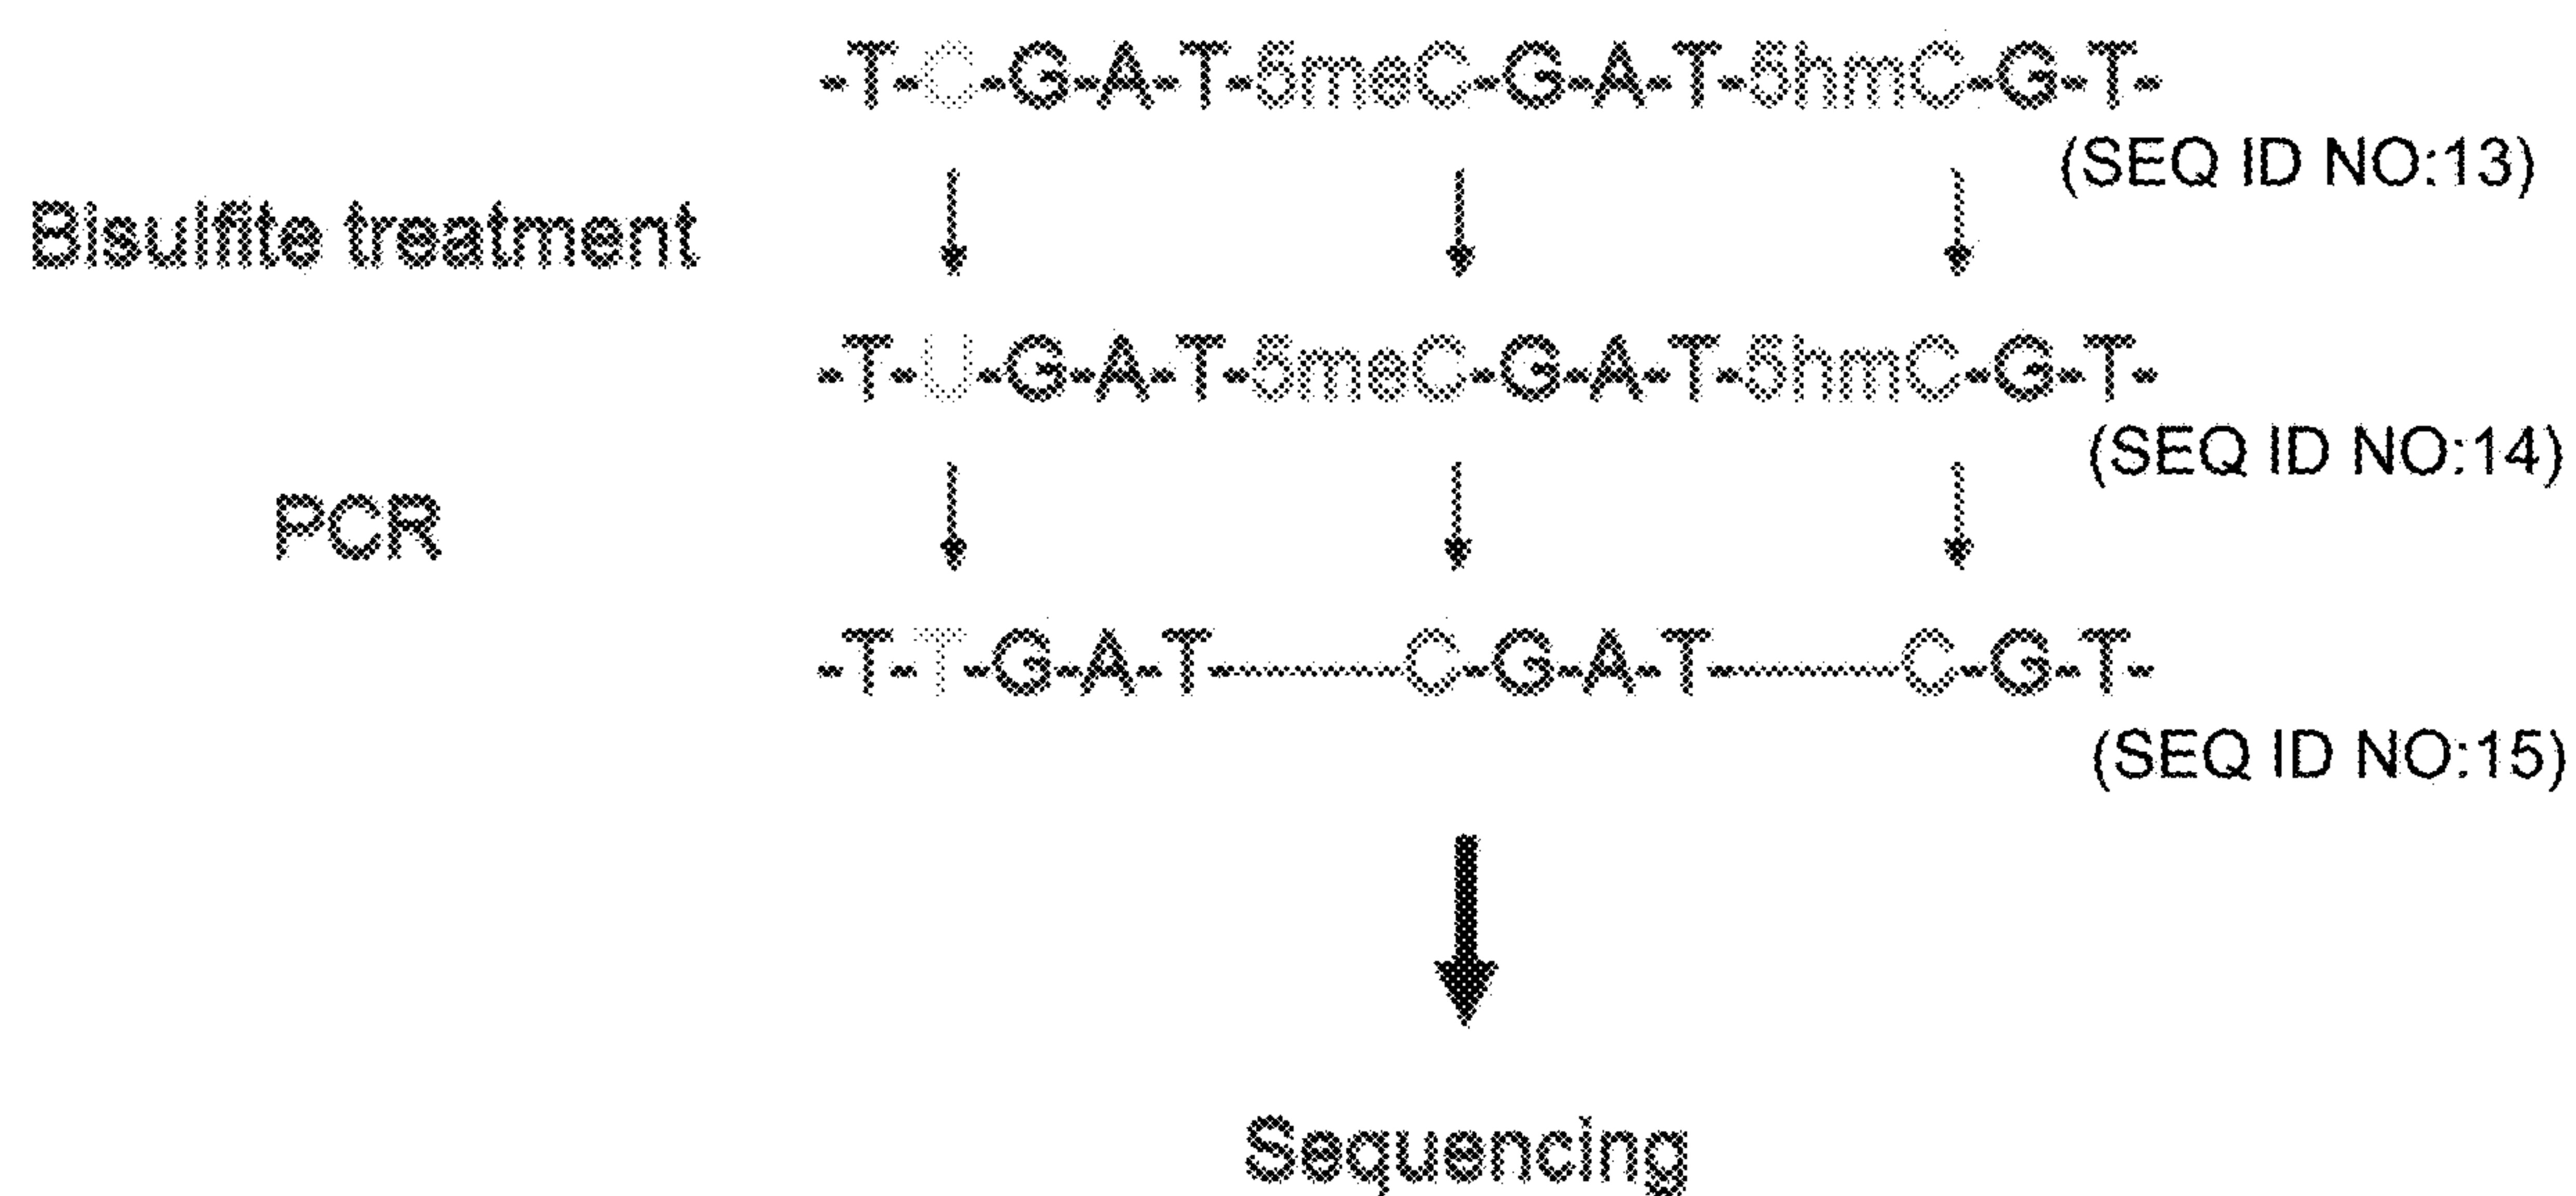 -T-C-G-A-T-5meC-G-A-T-5hmC-G-T-
(SEQ ID NO:13)
Bisulfite treatment
-T-U-G-A-T-5meC-G-A-T-5hmC-G-T-
(SEQ ID NO:14)
PCR
-T-T-G-A-T-C-G-A-T-C-G-T-
(SEQ ID NO:15)
Sequencing